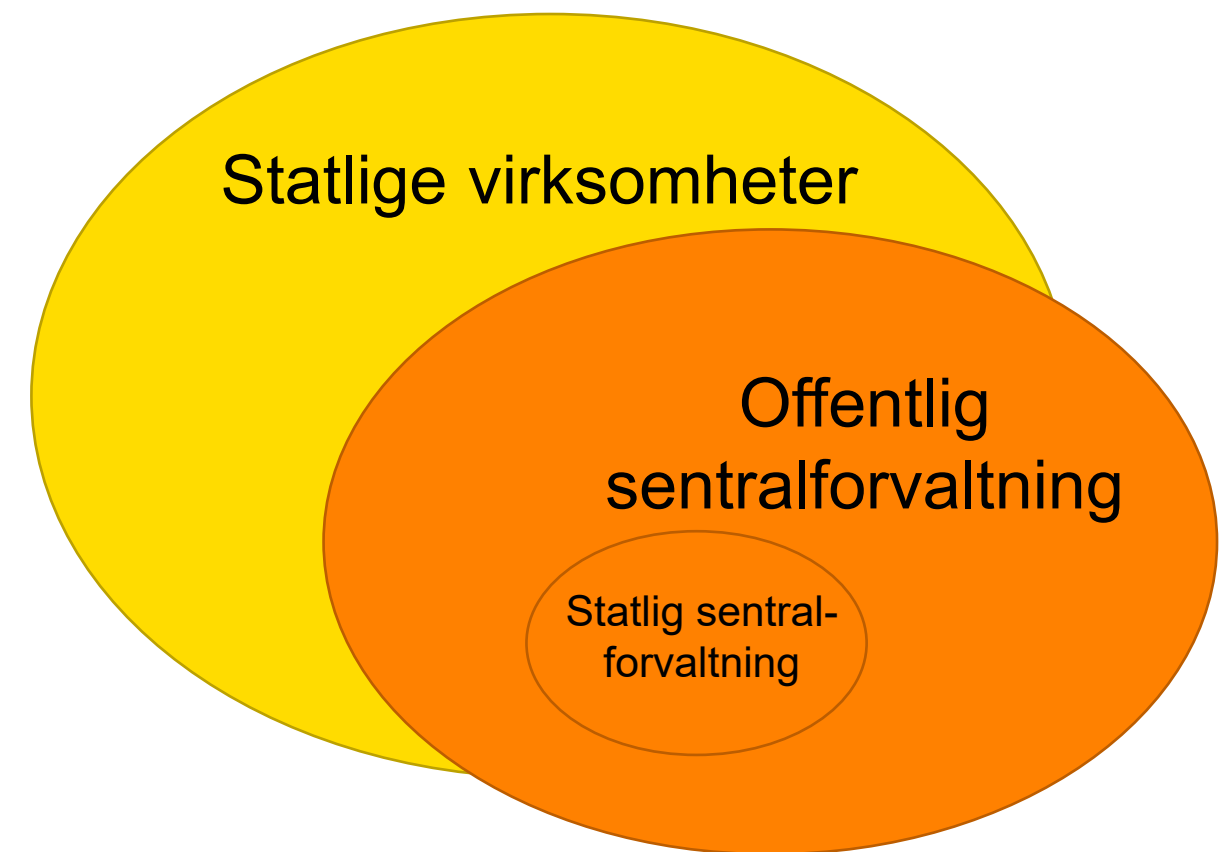 Statlige virksomheter
Offentlig
sentralforvaltning
Statlig sentral-
forvaltning